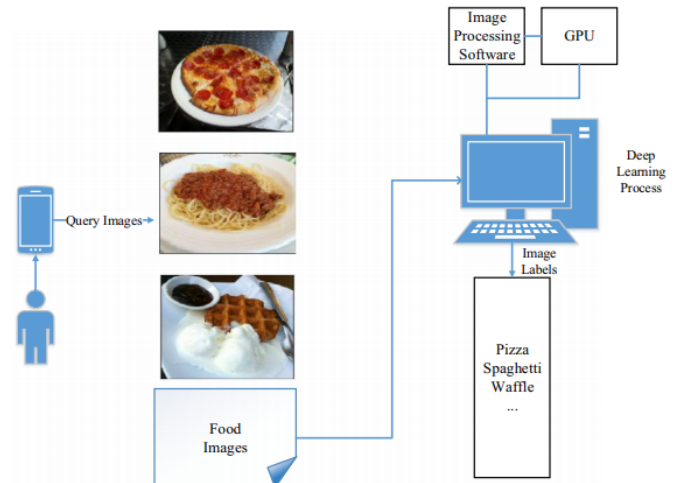 Image
Processing
Software
GPU
Deep
Learning
Process
Query Images
Image
Labels
Pizza
Spaghetti
Waffle
...
Food
Images